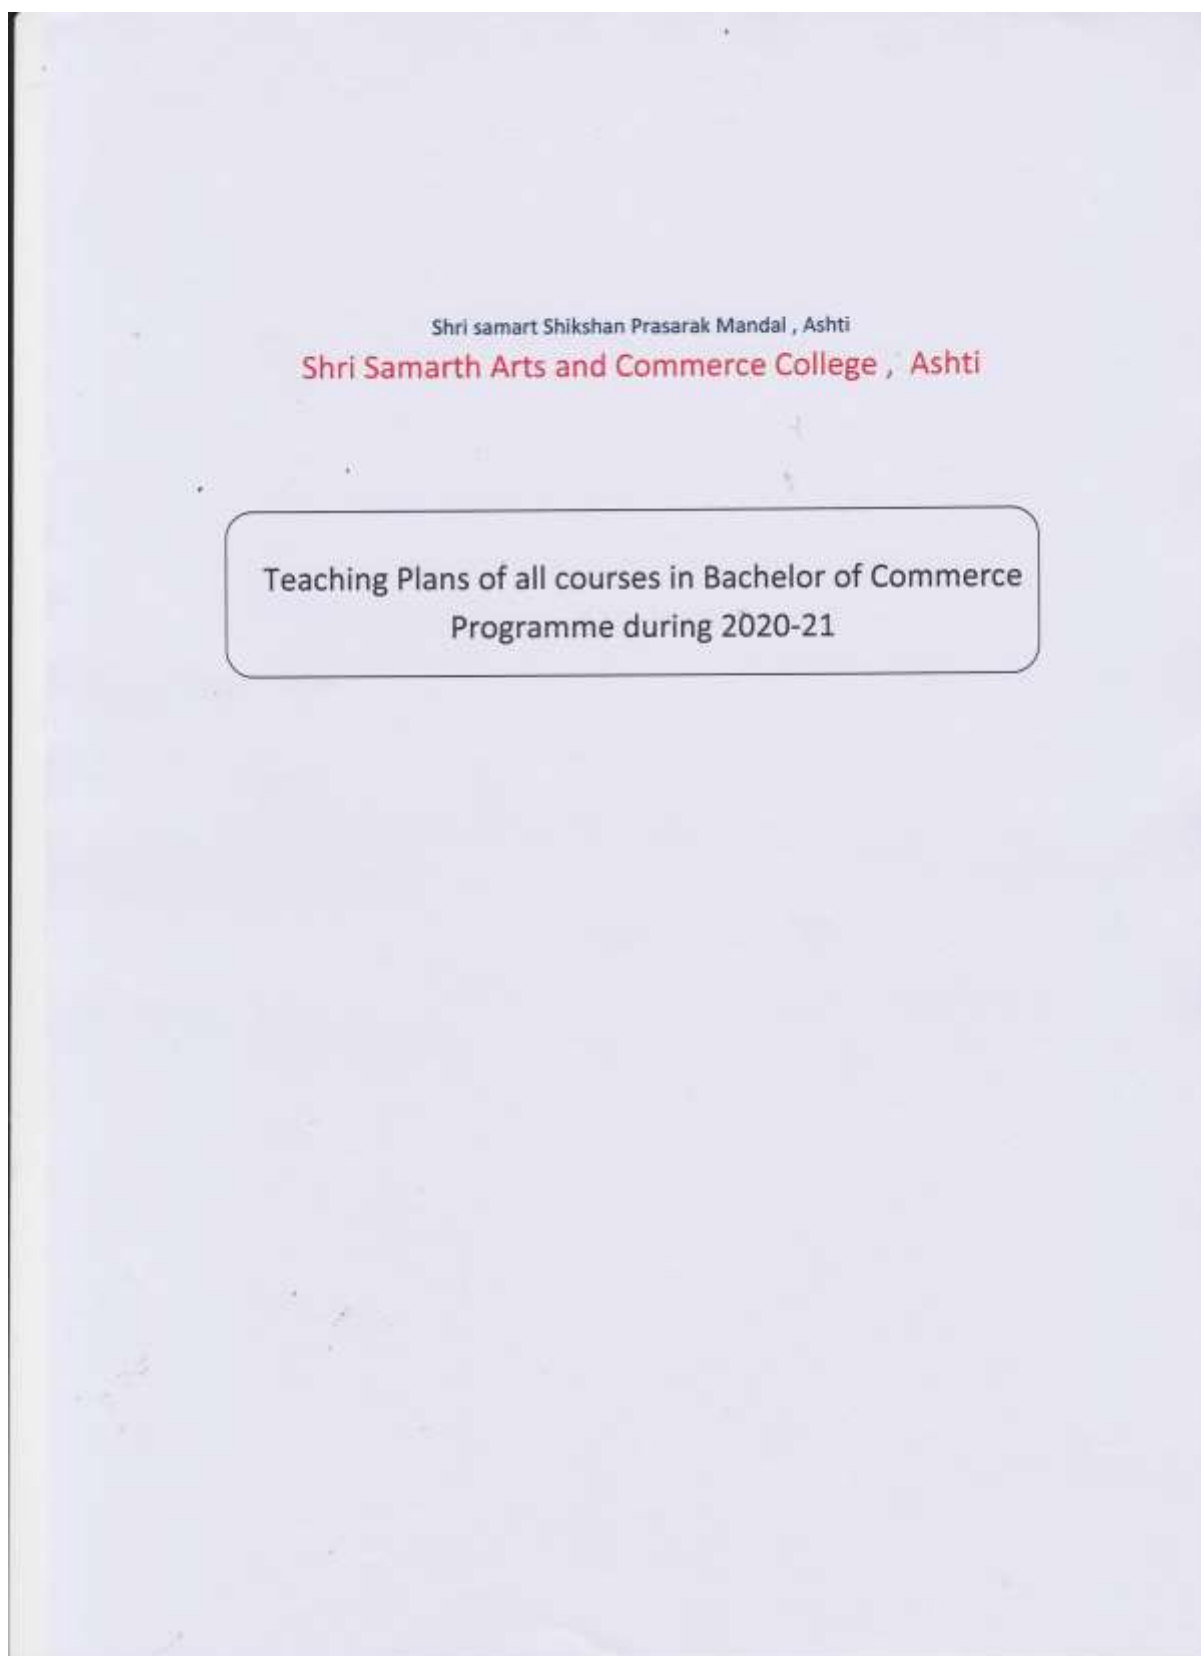 Shri samart Shikshan Prasarak Mandal , Ashti
Shri Samarth Arts and Commerce College , Ashti
Teaching Plans of all courses in Bachelor of Commerce
Programme during 2020-21